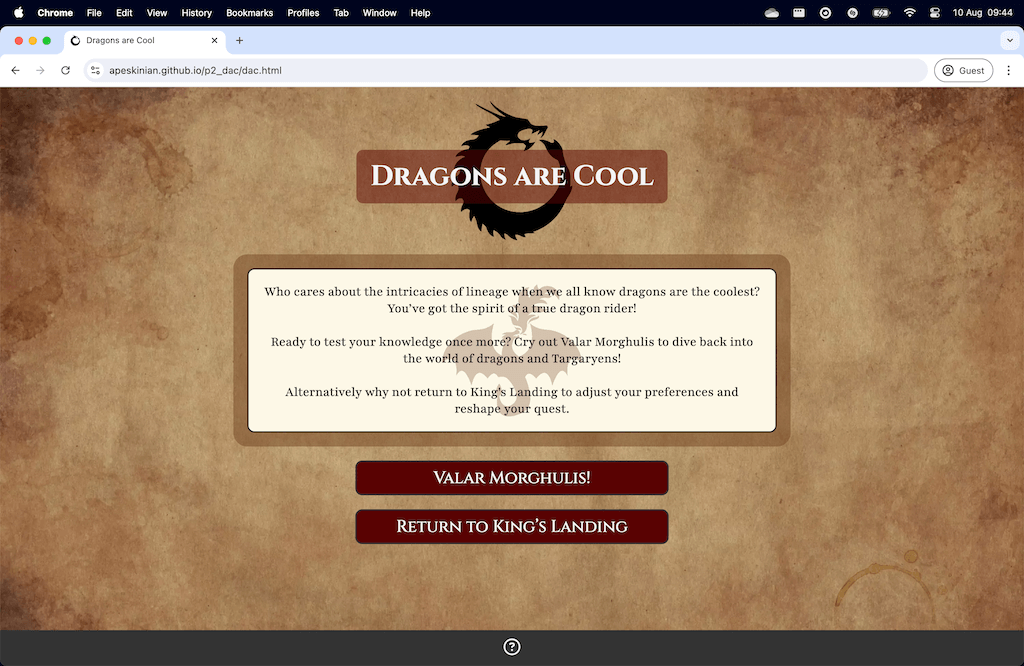 Chrome File Edit View History Bookmarks Profiles Tab Window Help 10 Aug 09:44
Dragons are Cool
apeskinian.github.io/p2_dac/dac.html Guest
Dragons are Cool
Who cares about the intricacies of lineage when we all know dragons are the coolest?
You've got the spirit of a true dragon rider!
Ready to test your knowledge once more? Cry out Valar Morghulis to dive back into
the world of dragons and Targaryens!
Alternatively why not return to King's Landing to adjust your preferences and
reshape your quest.
Valar Morghulis!
Return to King's Landing
?